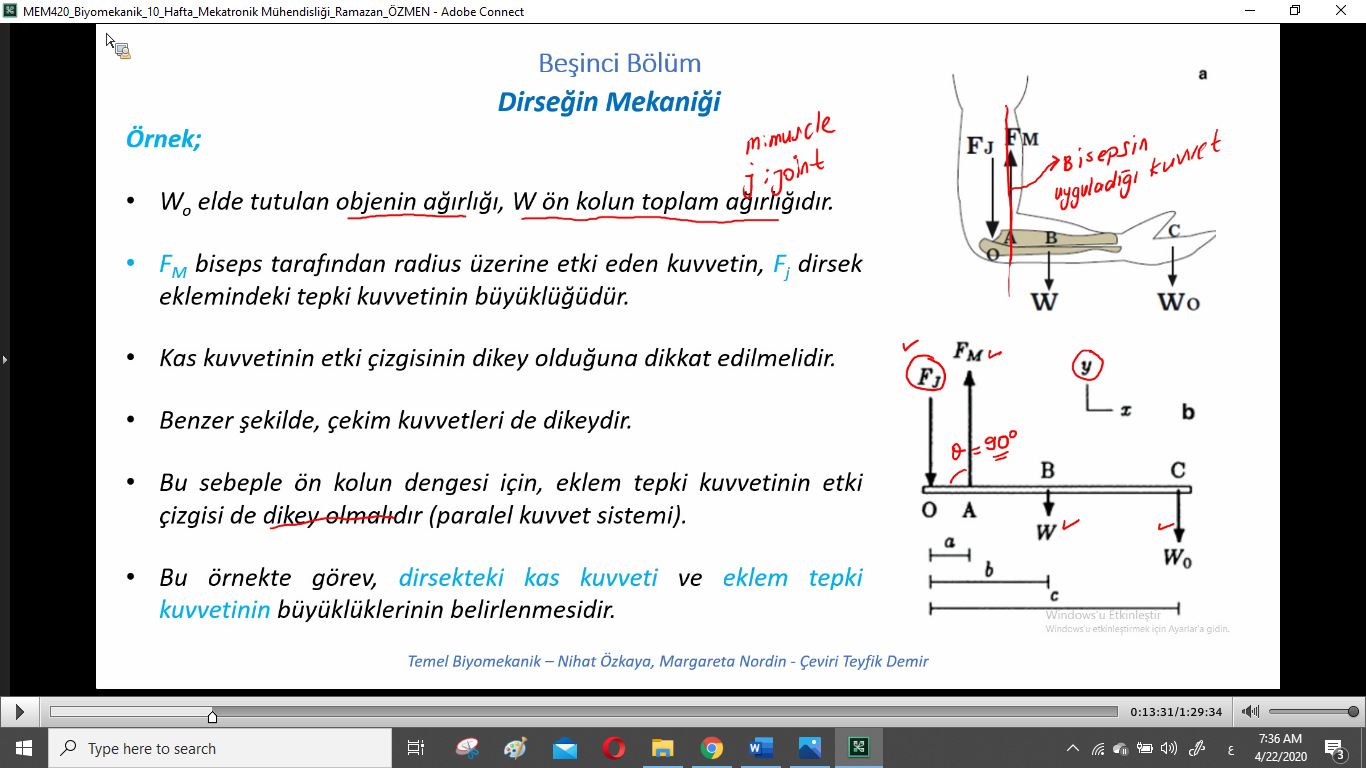 MEM420_Biyomekanik_10_Hafta_Mekatronik Mühendisliği_Ramazan_ÖZMEN - Adobe Connect
Beşinci Bölüm
Dirseğin Mekaniği
Örnek;
m:muscle
j:joint
• Wo elde tutulan objenin ağırlığı, W ön kolun toplam ağırlığıdır.
• FM biseps tarafından radius üzerine etki eden kuvvetin, Fj dirsek
eklemindeki tepki kuvvetinin büyüklüğüdür.
• Kas kuvvetinin etki çizgisinin dikey olduğuna dikkat edilmelidir.
• Benzer şekilde, çekim kuvvetleri de dikeydir.
• Bu sebeple ön kolun dengesi için, eklem tepki kuvvetinin etki
çizgisi de dikey olmalıdır (paralel kuvvet sistemi).
• Bu örnekte görev, dirsekteki kas kuvveti ve eklem tepki
kuvvetinin büyüklüklerinin belirlenmesidir.
a
FJ FM
Bisepsin
uyguladığı kuvvet
O A B C
W Wo
FM
FJ
y
x
b
θ = 90°
B C
O A
W
Wo
a
b
c
Windows'u Etkinleştir
Windows'u etkinleştirmek için Ayarlar'a gidin.
Temel Biyomekanik – Nihat Özkaya, Margareta Nordin - Çeviri Teyfik Demir
0:13:31/1:29:34
Type here to search
ع
7:36 AM
4/22/2020
3